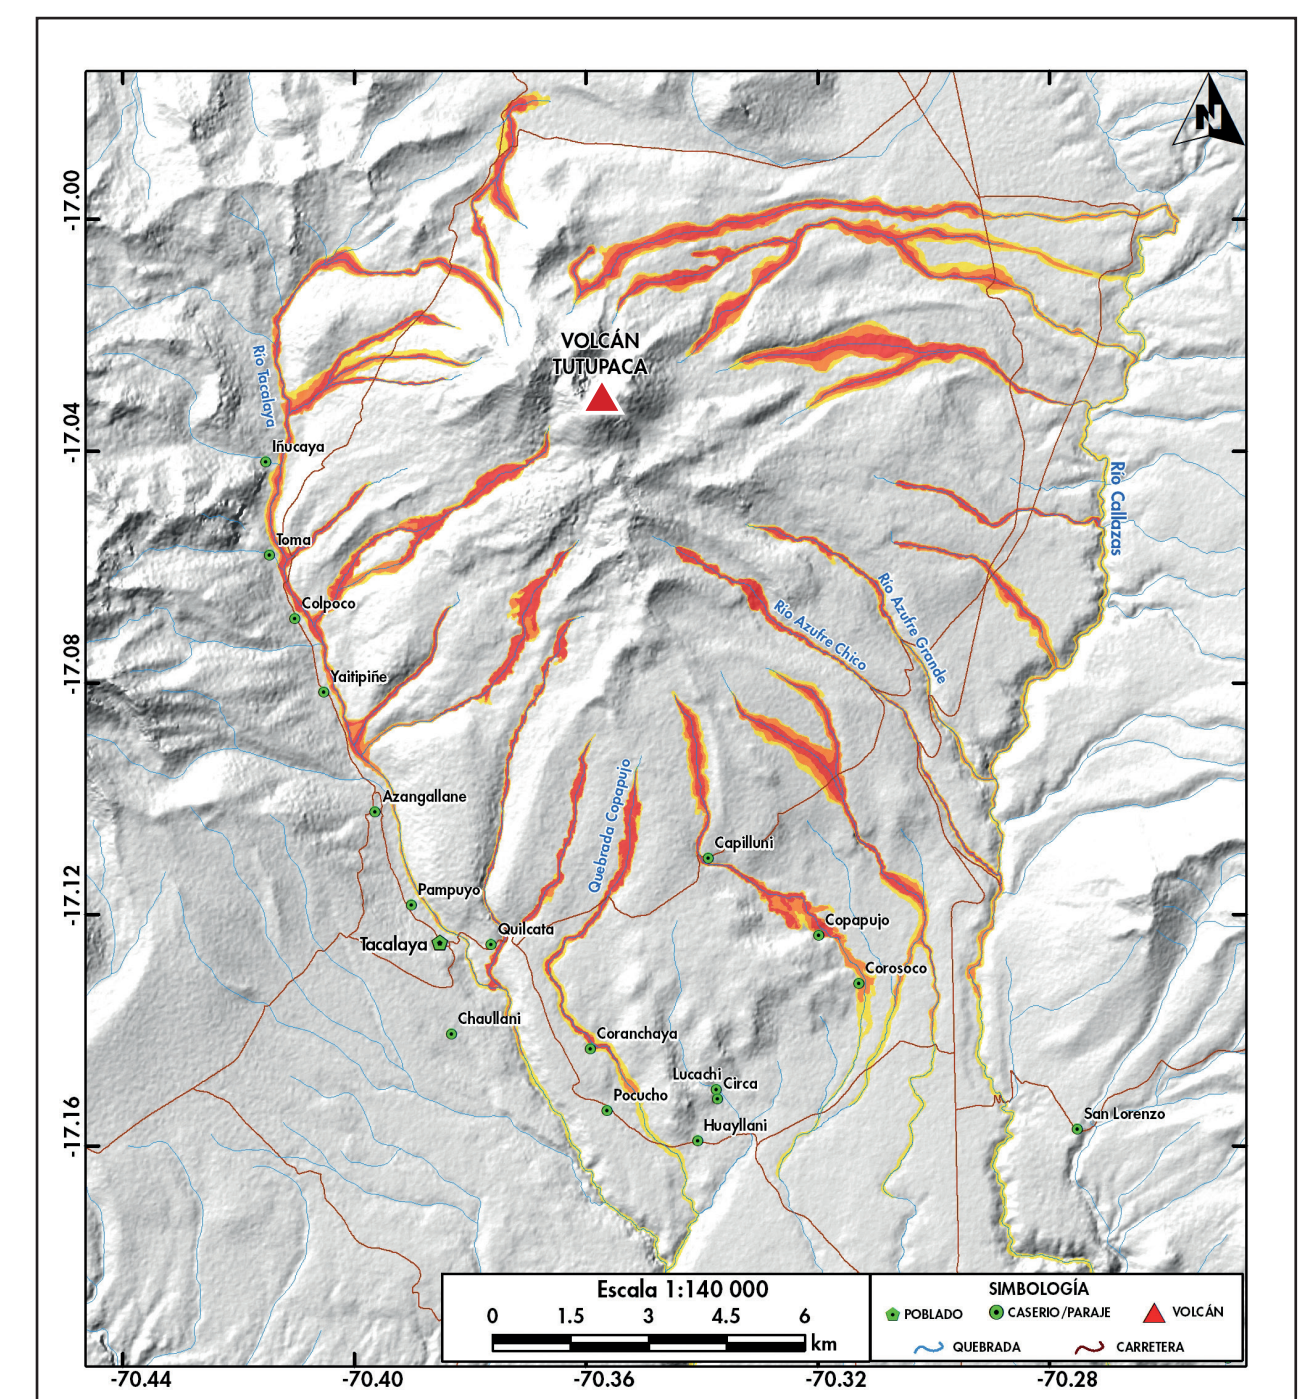 N
-17.00
-17.04
-17.08
-17.12
-17.16
VOLCÁN
TUTUPACA
Río Tacalaya
Iñucaya
Río Callazas
Toma
Colpoco
Río Azufre Chico
Río Azufre Grande
Yaitipiñe
Azangallane
Quebrada Copapujo
Capilluni
Pampuyo
Copapujo
Quilcata
Tacalaya
Corosoco
Chaullani
Coranchaya
Lucachi
Circa
Pocucho
Huayllani
San Lorenzo
Escala 1:140 000
0 1.5 3 4.5 6
km
SIMBOLOGÍA
POBLADO
CASERIO/PARAJE
VOLCÁN
QUEBRADA
CARRETERA
-70.44 -70.40 -70.36 -70.32 -70.28